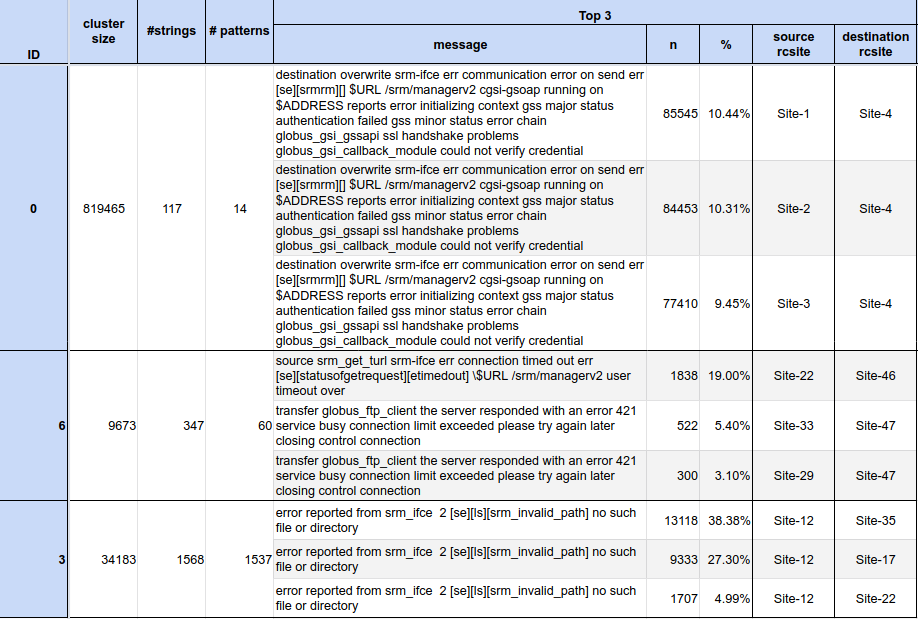 Top 3
ID cluster size #strings # patterns message n % source rcsite destination rcsite
destination overwrite srm-ifce err communication error on send err
[se][srmrm][] $URL /srm/managerv2 cgsi-gsoap running on
$ADDRESS reports error initializing context gss major status
authentication failed gss minor status error chain
globus_gsi_gssapi ssl handshake problems
globus_gsi_callback_module could not verify credential
85545 10.44% Site-1 Site-4
0 819465 117 14
destination overwrite srm-ifce err communication error on send err
[se][srmrm][] $URL /srm/managerv2 cgsi-gsoap running on
$ADDRESS reports error initializing context gss major status
authentication failed gss minor status error chain
globus_gsi_gssapi ssl handshake problems
globus_gsi_callback_module could not verify credential
84453 10.31% Site-2 Site-4
destination overwrite srm-ifce err communication error on send err
[se][srmrm][] $URL /srm/managerv2 cgsi-gsoap running on
$ADDRESS reports error initializing context gss major status
authentication failed gss minor status error chain
globus_gsi_gssapi ssl handshake problems
globus_gsi_callback_module could not verify credential
77410 9.45% Site-3 Site-4
source srm_get_turl srm-ifce err connection timed out err
[se][statusofgetrequest][etimedout] \$URL /srm/managerv2 user
timeout over
1838 19.00% Site-22 Site-46
6 9673 347 60
transfer globus_ftp_client the server responded with an error 421
service busy connection limit exceeded please try again later
closing control connection
522 5.40% Site-33 Site-47
transfer globus_ftp_client the server responded with an error 421
service busy connection limit exceeded please try again later
closing control connection
300 3.10% Site-29 Site-47
error reported from srm_ifce  2 [se][ls][srm_invalid_path] no such
file or directory
13118 38.38% Site-12 Site-35
3 34183 1568 1537
error reported from srm_ifce  2 [se][ls][srm_invalid_path] no such
file or directory
9333 27.30% Site-12 Site-17
error reported from srm_ifce  2 [se][ls][srm_invalid_path] no such
file or directory
1707 4.99% Site-12 Site-22